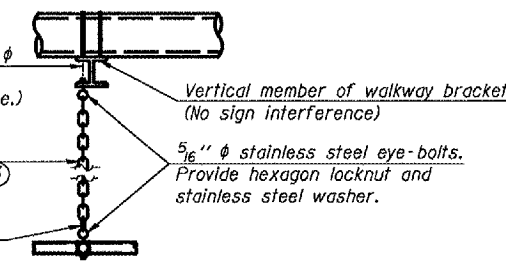 φ
e.)
Vertical member of walkway bracket
(No sign interference)
5/16" φ stainless steel eye-bolts.
Provide hexagon locknut and
stainless steel washer.